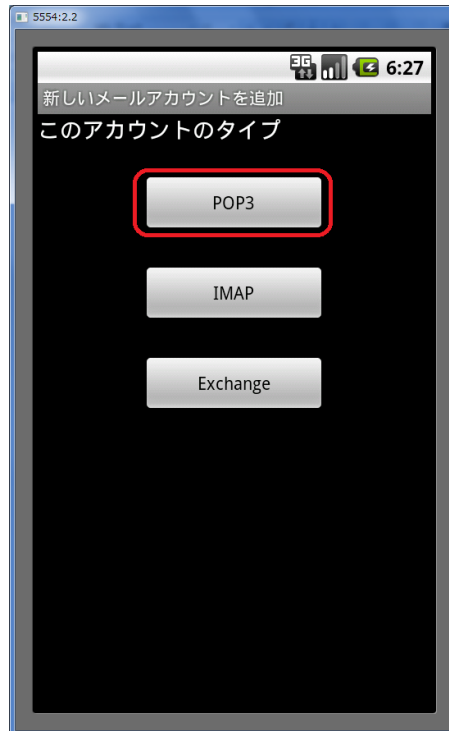 5554:2.2
3G 6:27
新しいメールアカウントを追加
このアカウントのタイプ
POP3
IMAP
Exchange